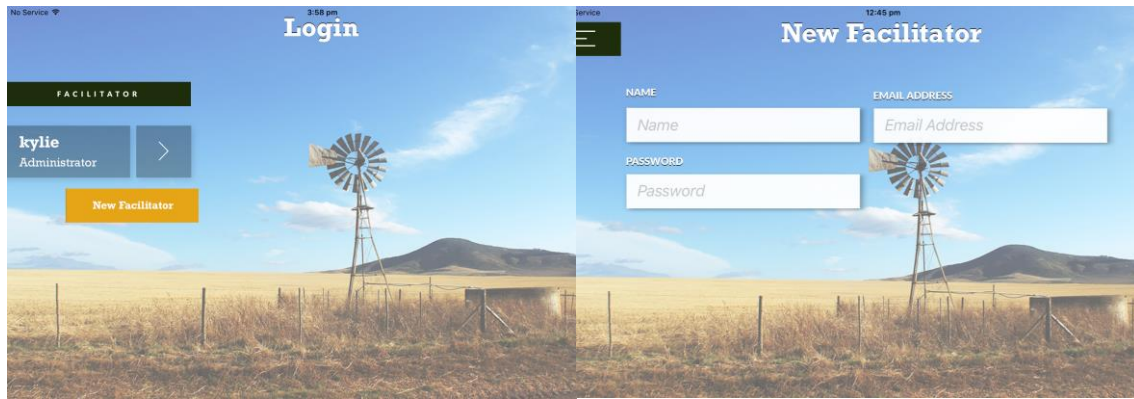 No Service 3:58 pm
Login
FACILITATOR
kylie
Administrator
New Facilitator
Service 12:45 pm
New Facilitator
NAME
EMAIL ADDRESS
Name
Email Address
PASSWORD
Password